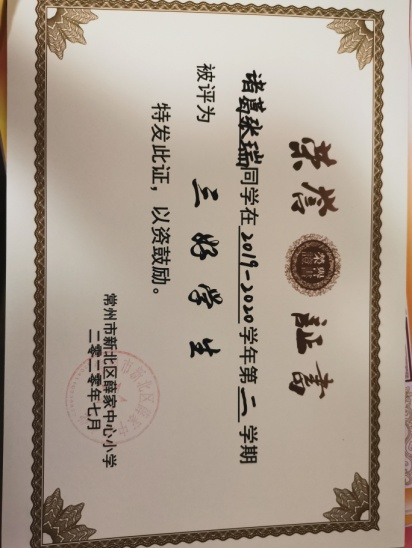 荣誉证书
诸葛张瑞同学在2019-2020学年第二学期
被评为
三好学生
特发此证，以资鼓励。
常州市新北区薛家中心小学
二零二零年七月